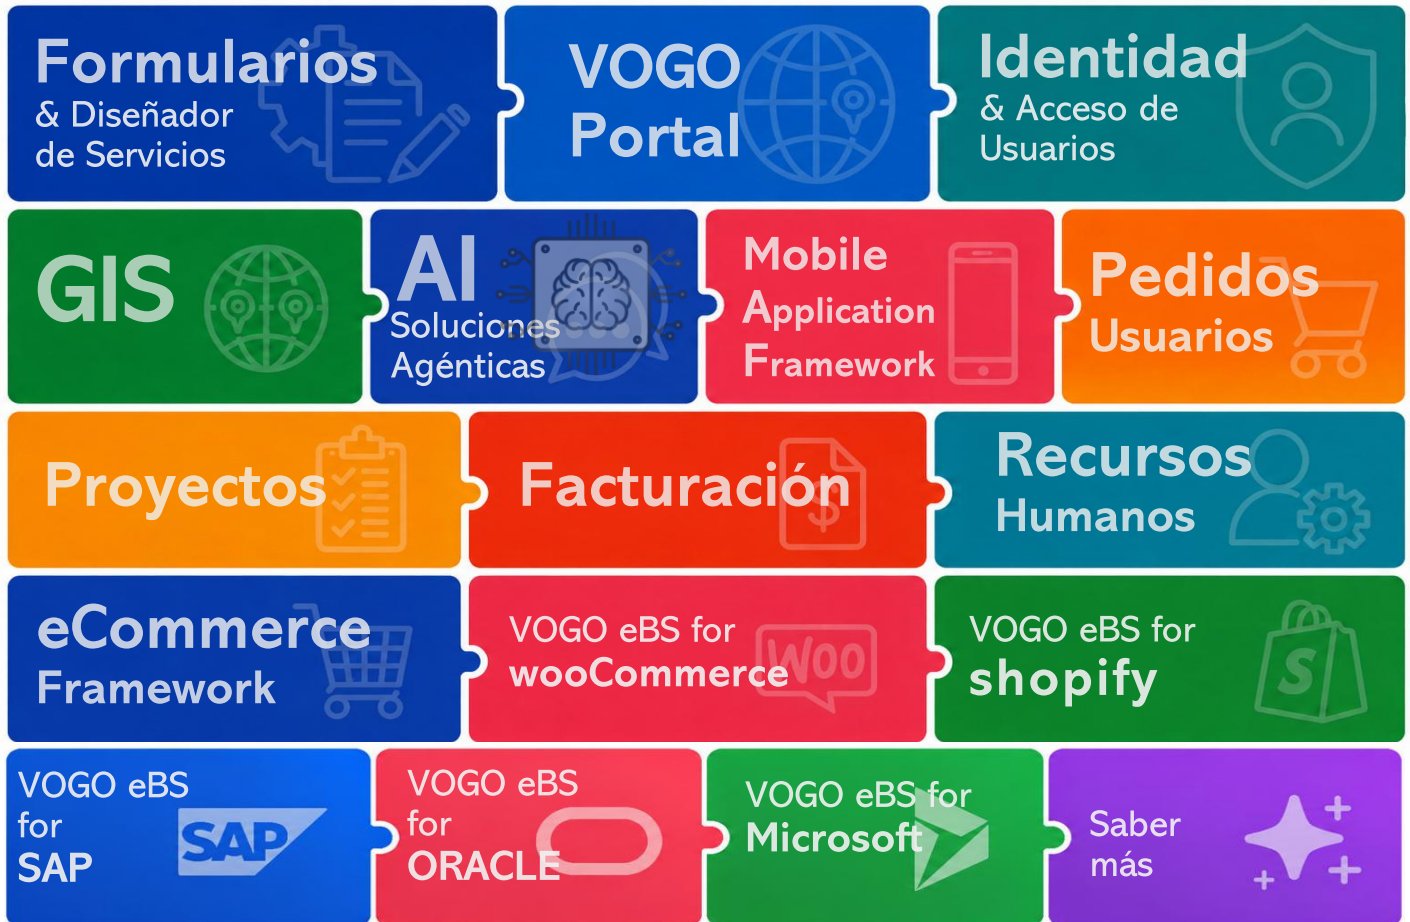 Formularios
& Diseñador
de Servicios
VOGO
Portal
Identidad
& Acceso de
Usuarios
GIS
AI
Soluciones
Agénticas
Mobile
Application
Framework
Pedidos
Usuarios
Proyectos
Facturación
$
Recursos
Humanos
eCommerce
Framework
VOGO eBS for
wooCommerce
Woo
VOGO eBS for
shopify
S
VOGO eBS
for
SAP
SAP
VOGO eBS
for
ORACLE
VOGO eBS for
Microsoft
Saber
más